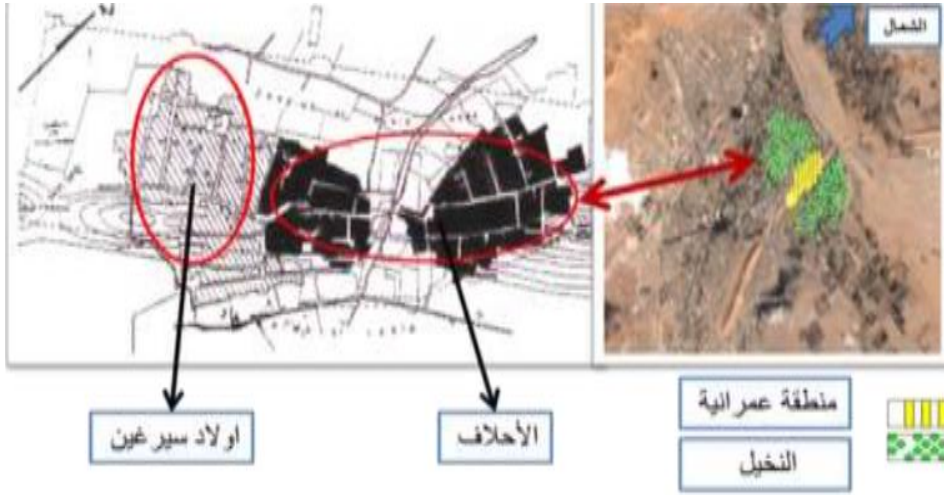 الشمال
اولاد سيرغين
الأحلاف
منطقة عمرانية
النخيل